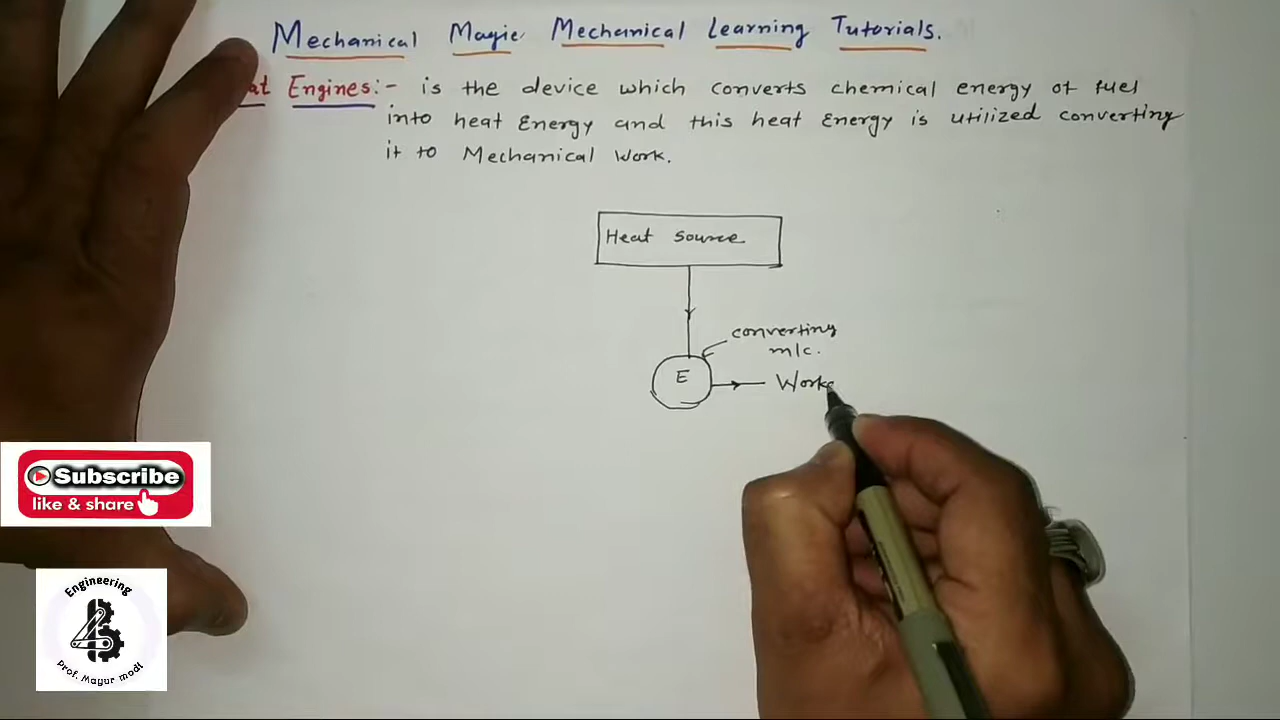 Mechanical Magic Mechanical Learning Tutorials.
Engines:- is the device which converts chemical energy of fuel
into heat Energy and this heat Energy is utilized converting
it to Mechanical Work.
Heat source
converting
m/c.
E
Work
Subscribe
like & share
Engineering
Prof. Mayur modi